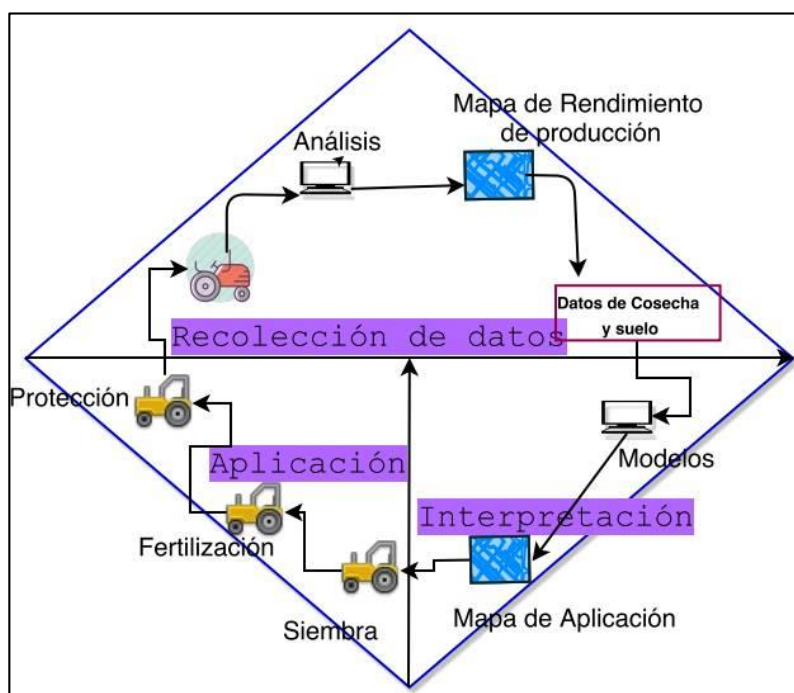 Mapa de Rendimiento
de producción
Análisis
Datos de Cosecha
y suelo
Recolección de datos
Protección
Modelos
Aplicación
Interpretación
Fertilización
Siembra
Mapa de Aplicación